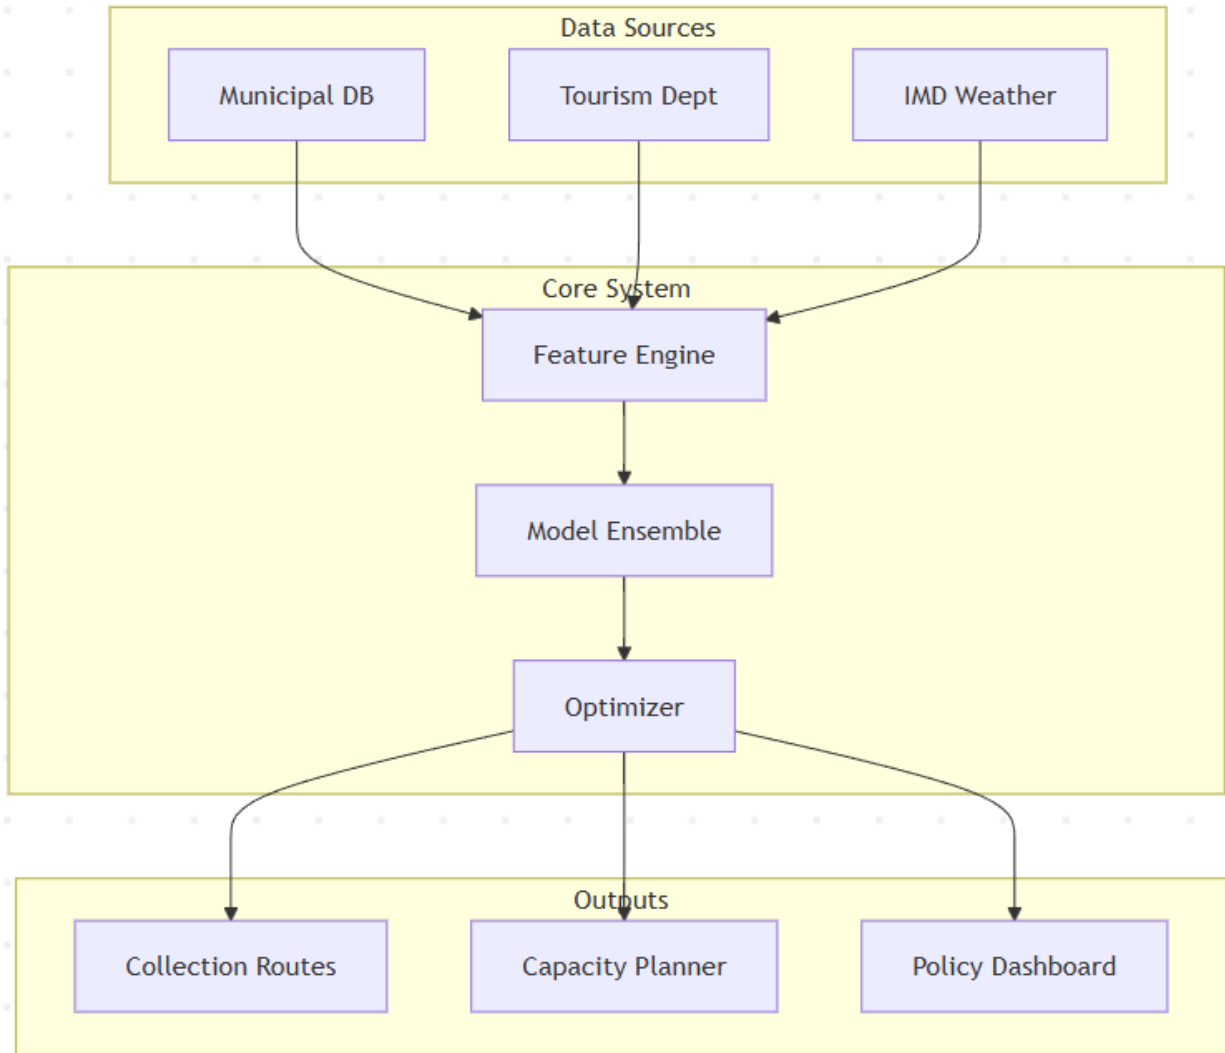 Data Sources
Municipal DB
Tourism Dept
IMD Weather
Core System
Feature Engine
Model Ensemble
Optimizer
Outputs
Collection Routes
Capacity Planner
Policy Dashboard